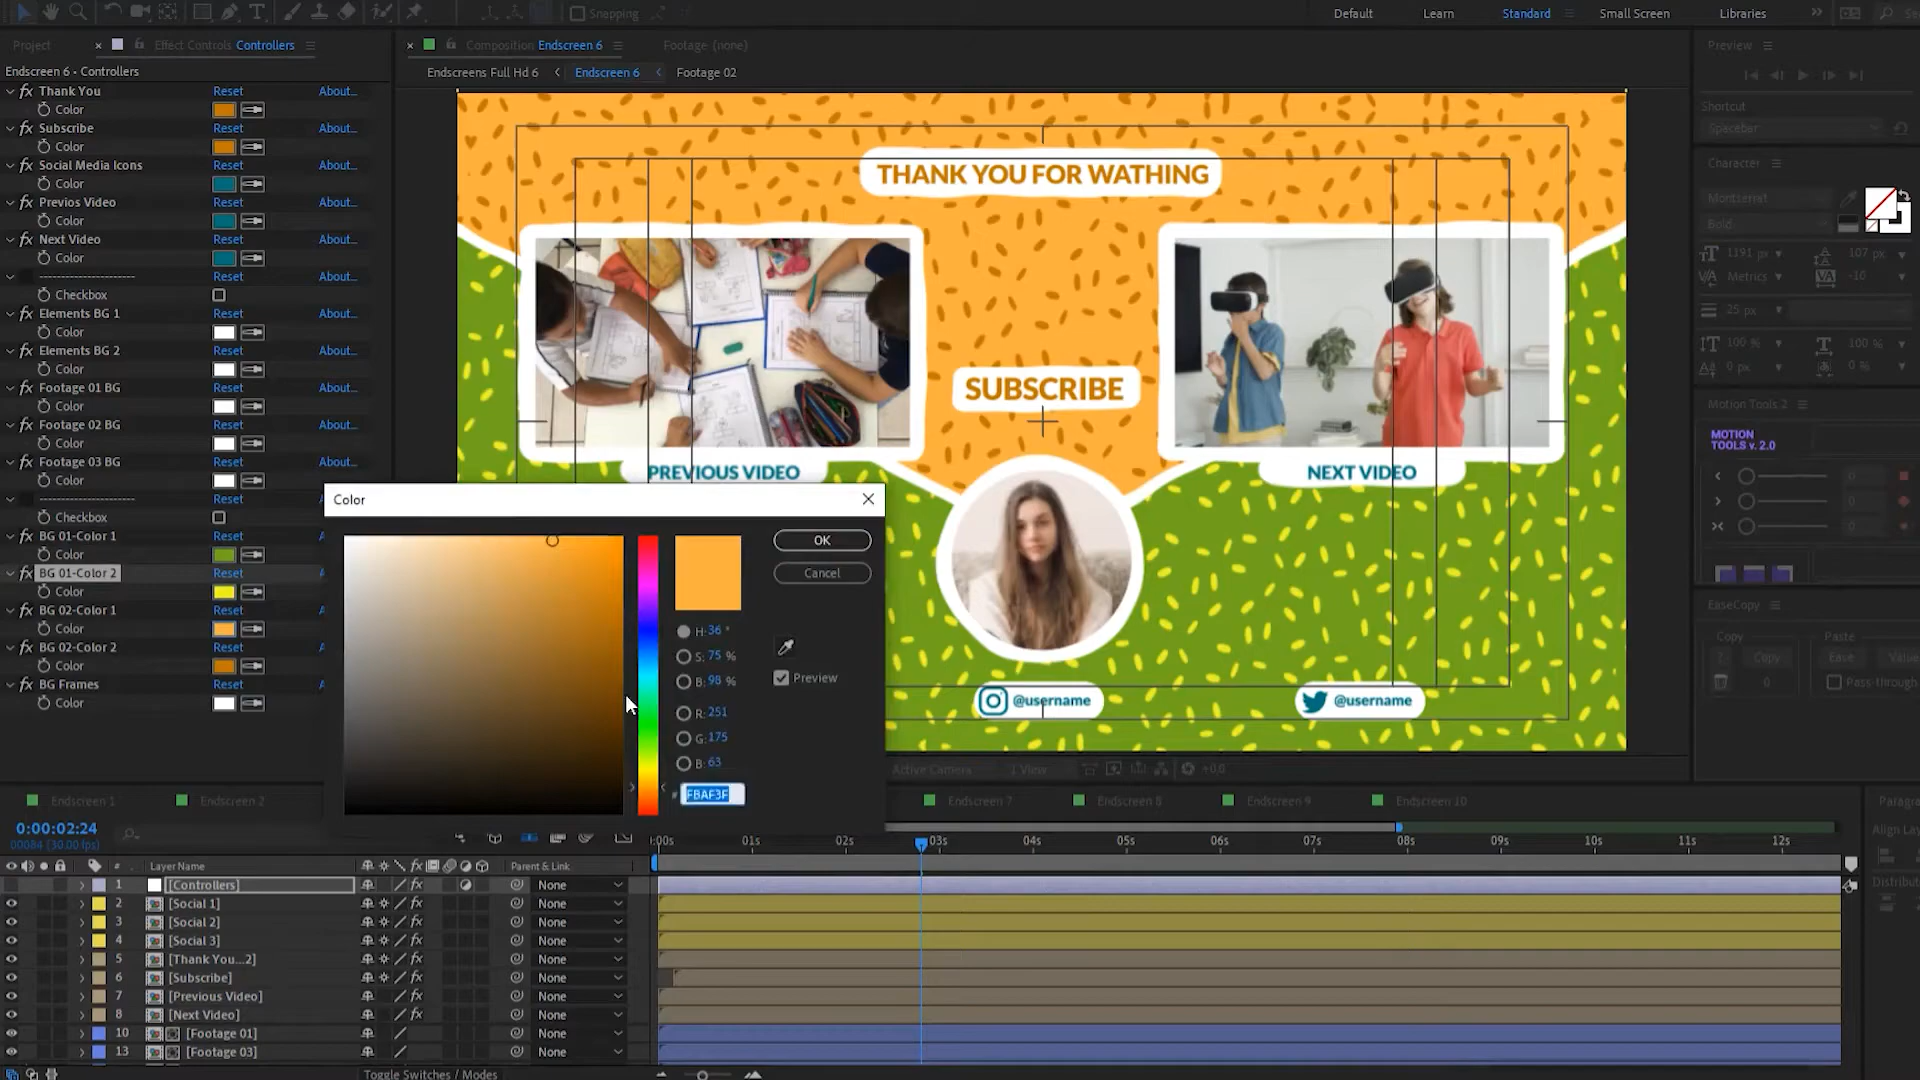 Snapping
Default
Learn
Standard
Small Screen
Libraries
Project
Effect Controls Controllers
Composition Endscreen 6
Footage (none)
Preview
Endscreen 6 • Controllers
Endscreens Full Hd 6
Endscreen 6
Footage 02
fx Thank You Reset About...
Color
fx Subscribe Reset About...
Color
fx Social Media Icons Reset About...
Color
fx Previos Video Reset About...
Color
fx Next Video Reset About...
Color
---------------------- Reset About...
Checkbox
fx Elements BG 1 Reset About...
Color
fx Elements BG 2 Reset About...
Color
fx Footage 01 BG Reset About...
Color
fx Footage 02 BG Reset About...
Color
fx Footage 03 BG Reset About...
Color
---------------------- Reset
Checkbox
fx BG 01-Color 1 Reset
Color
fx BG 01-Color 2 Reset
Color
fx BG 02-Color 1 Reset
Color
fx BG 02-Color 2 Reset
Color
fx BG Frames Reset
Color
THANK YOU FOR WATHING
SUBSCRIBE
PREVIOUS VIDEO
NEXT VIDEO
@username
@username
Color
OK
Cancel
H: 36 °
S: 75 %
B: 98 %
Preview
R: 251
G: 175
B: 63
# FBAF3F
Active Camera
1 View
+0,0
Shortcut
Spacebar
Character
Montserrat
Bold
1191 px
107 px
Metrics
-10
25 px
100 %
100 %
0 px
0 %
Motion Tools 2
MOTION
TOOLS v. 2.0
0
0
0
EaseCopy
Copy
Paste
Copy
Ease
Value
0
Pass-through
Endscreen 1
Endscreen 2
Endscreen 7
Endscreen 8
Endscreen 9
Endscreen 10
Paragra
Align Lay
Distribut
0:00:02:24
00084 (30.00 fps)
:00s 01s 02s 03s 04s 05s 06s 07s 08s 09s 10s 11s 12s
# Layer Name
Parent & Link
1 [Controllers] None
2 [Social 1] None
3 [Social 2] None
4 [Social 3] None
5 [Thank You...2] None
6 [Subscribe] None
7 [Previous Video] None
8 [Next Video] None
10 [Footage 01] None
13 [Footage 03] None
Toggle Switches / Modes